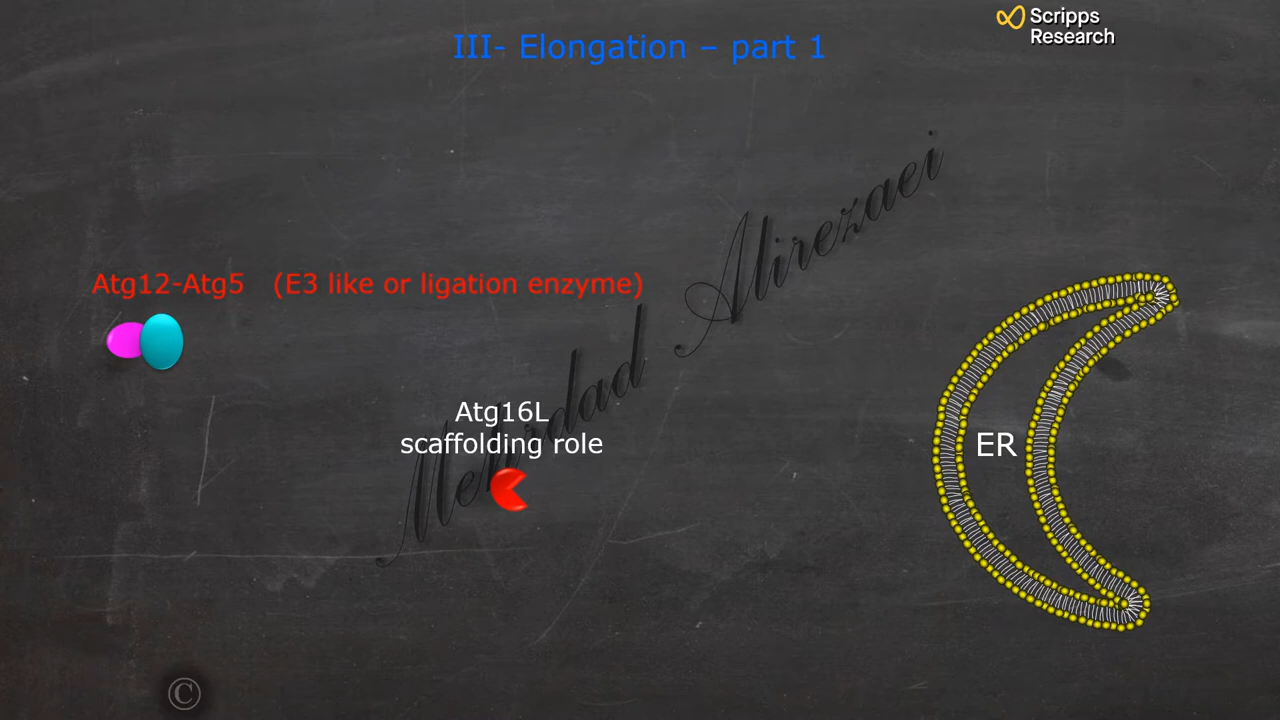 III- Elongation – part 1
Scripps
Research
Atg12-Atg5 (E3 like or ligation enzyme)
Atg16L
scaffolding role
ER
Mehrdad Alirezaei
©